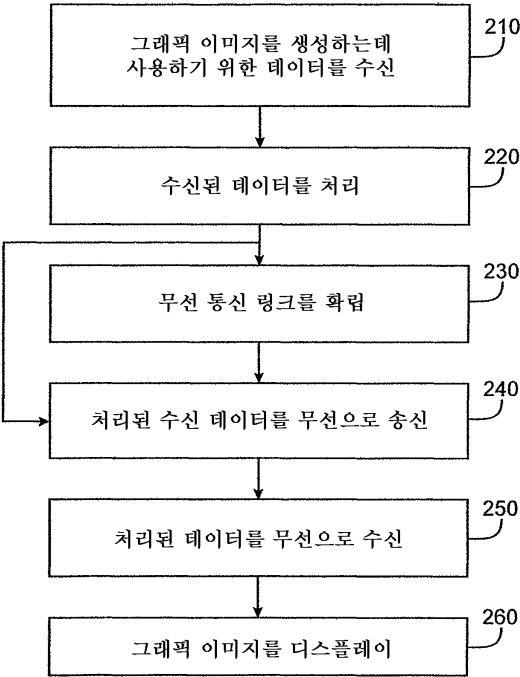 210
그래픽 이미지를 생성하는데
사용하기 위한 데이터를 수신
220
수신된 데이터를 처리
230
무선 통신 링크를 확립
240
처리된 수신 데이터를 무선으로 송신
250
처리된 데이터를 무선으로 수신
260
그래픽 이미지를 디스플레이